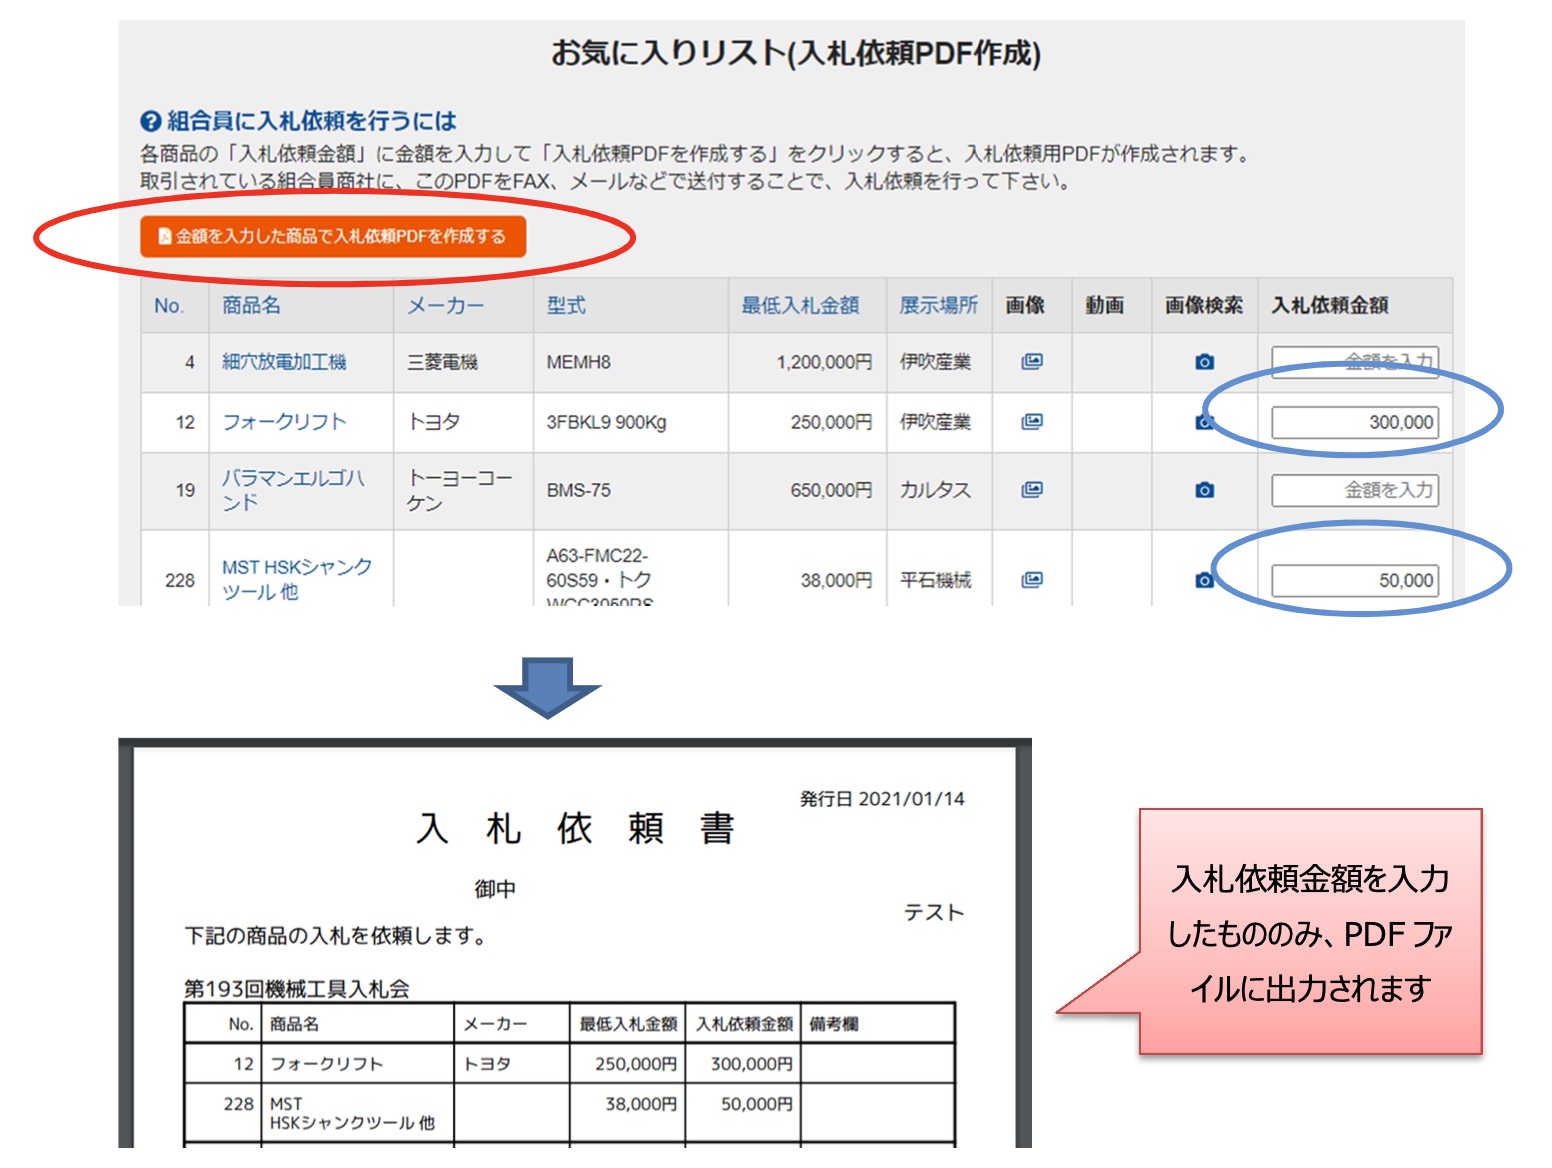 お気に入りリスト(入札依頼PDF作成)
組合員に入札依頼を行うには
各商品の「入札依頼金額」に金額を入力して「入札依頼PDFを作成する」をクリックすると、入札依頼用PDFが作成されます。
取引されている組合員商社に、このPDFをFAX、メールなどで送付することで、入札依頼を行って下さい。
金額を入力した商品で入札依頼PDFを作成する
No. 商品名 メーカー 型式 最低入札金額 展示場所 画像 動画 画像検索 入札依頼金額
4 細穴放電加工機 三菱電機 MEMH8 1,200,000円 伊吹産業 金額を入力
12 フォークリフト トヨタ 3FBKL9 900Kg 250,000円 伊吹産業 300,000
19 バラマンエルゴハ
ンド トーヨーコー
ケン BMS-75 650,000円 カルタス 金額を入力
228 MST HSKシャンク
ツール 他 A63-FMC22-
60S59・トク
WCC3050RS 38,000円 平石機械 50,000
発行日 2021/01/14
入札依頼書
御中
テスト
下記の商品の入札を依頼します。
第193回機械工具入札会
No. 商品名 メーカー 最低入札金額 入札依頼金額 備考欄
12 フォークリフト トヨタ 250,000円 300,000円
228 MST
HSKシャンクツール 他 38,000円 50,000円
入札依頼金額を入力
したもののみ、PDF ファ
イルに出力されます